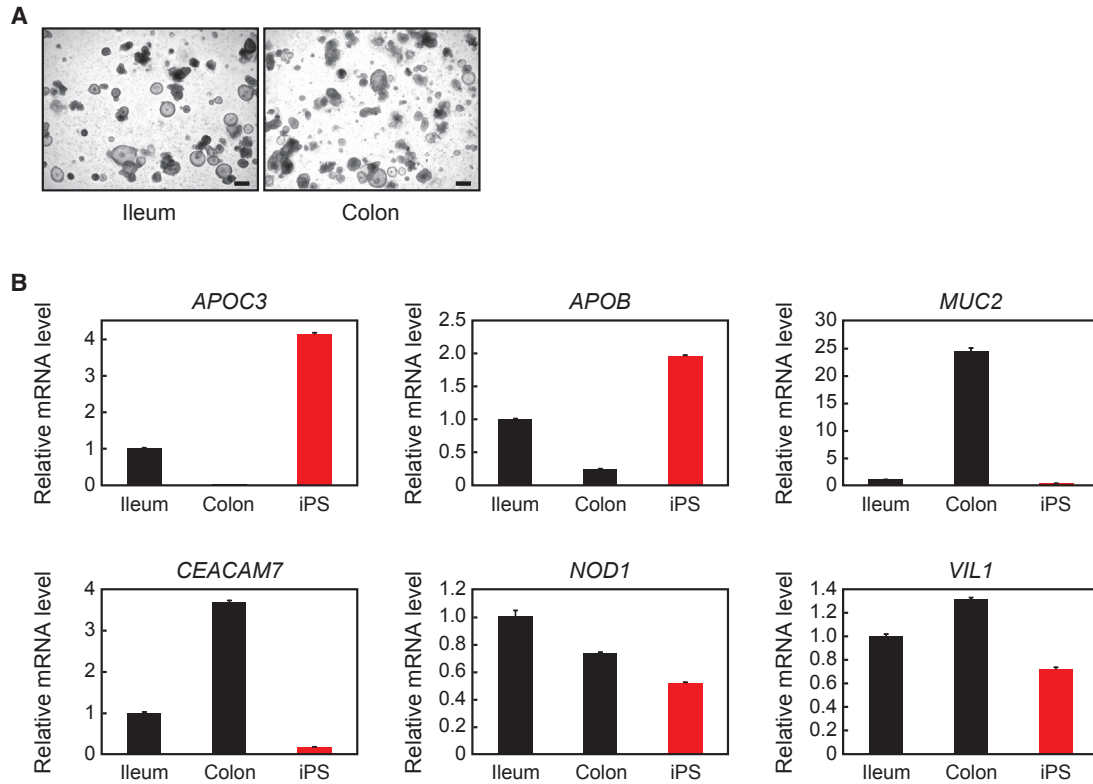 A
Ileum Colon
B
APOC3
Relative mRNA level
4
3
2
1
0
Ileum Colon iPS
APOB
Relative mRNA level
2.5
2.0
1.5
1.0
0.5
0
Ileum Colon iPS
MUC2
Relative mRNA level
30
25
20
15
10
5
0
Ileum Colon iPS
CEACAM7
Relative mRNA level
4
3
2
1
0
Ileum Colon iPS
NOD1
Relative mRNA level
1.2
1.0
0.8
0.6
0.4
0.2
0
Ileum Colon iPS
VIL1
Relative mRNA level
1.4
1.2
1.0
0.8
0.6
0.4
0.2
0
Ileum Colon iPS